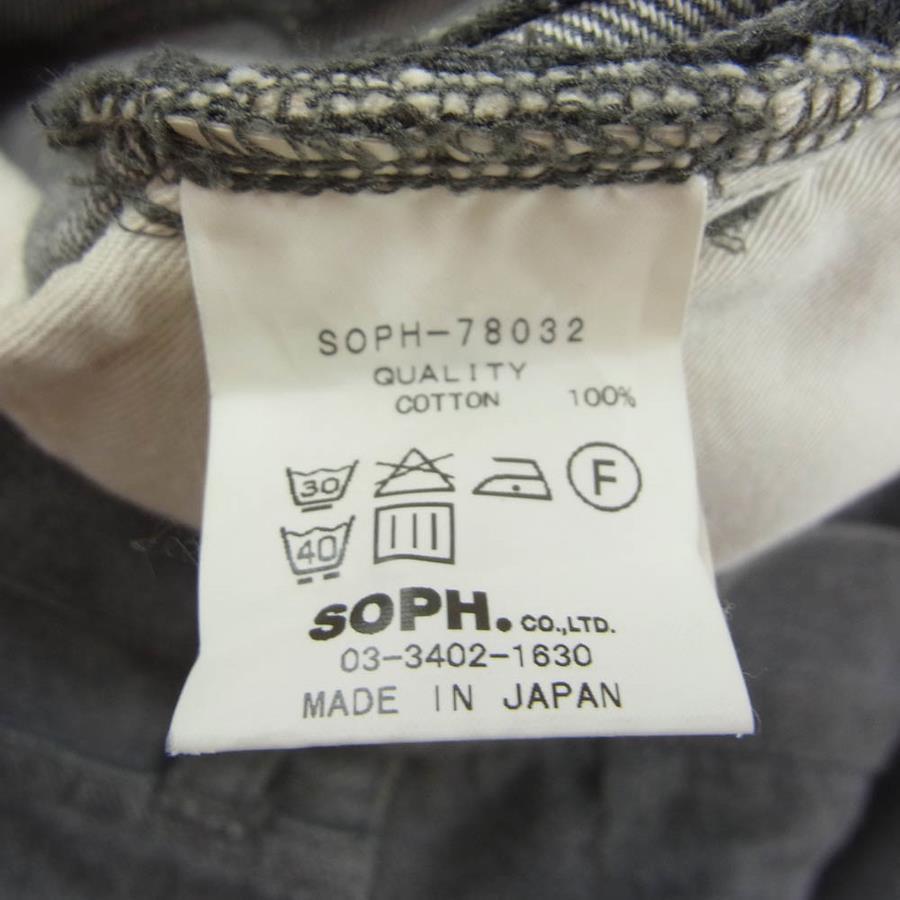 SOPH-78032
QUALITY
COTTON 100%
30 F
40
SOPH. CO.,LTD.
03-3402-1630
MADE IN JAPAN